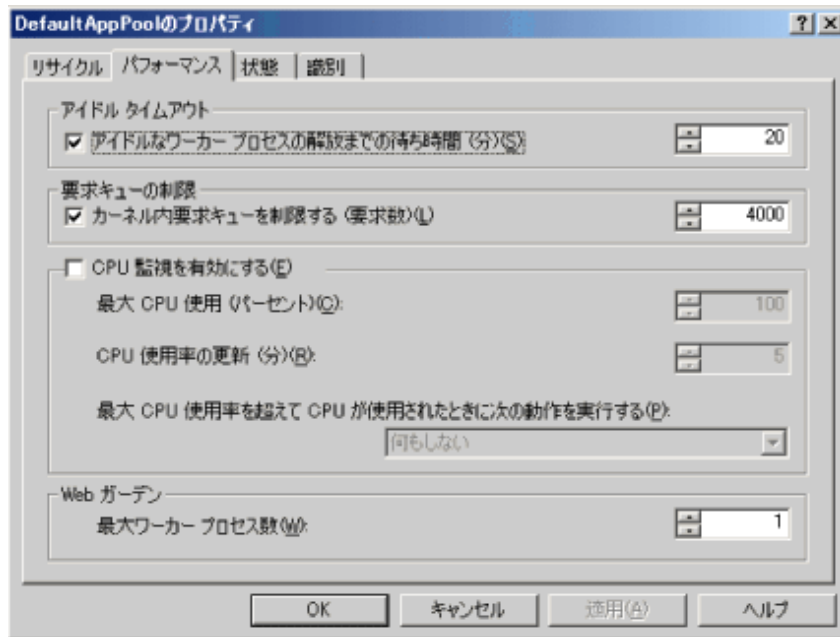 DefaultAppPoolのプロパティ
リサイクル パフォーマンス 状態 識別
アイドル タイムアウト
アイドルなワーカー プロセスの解放までの待ち時間 (分)(S): 20
要求キューの制限
カーネル内要求キューを制限する (要求数)(L) 4000
CPU 監視を有効にする(E)
最大 CPU 使用 (パーセント)(C): 100
CPU 使用率の更新 (分)(R): 5
最大 CPU 使用率を超えて CPU が使用されたときに次の動作を実行する(P):
何もしない
Web ガーデン
最大ワーカー プロセス数(W): 1
OK キャンセル 適用(A) ヘルプ